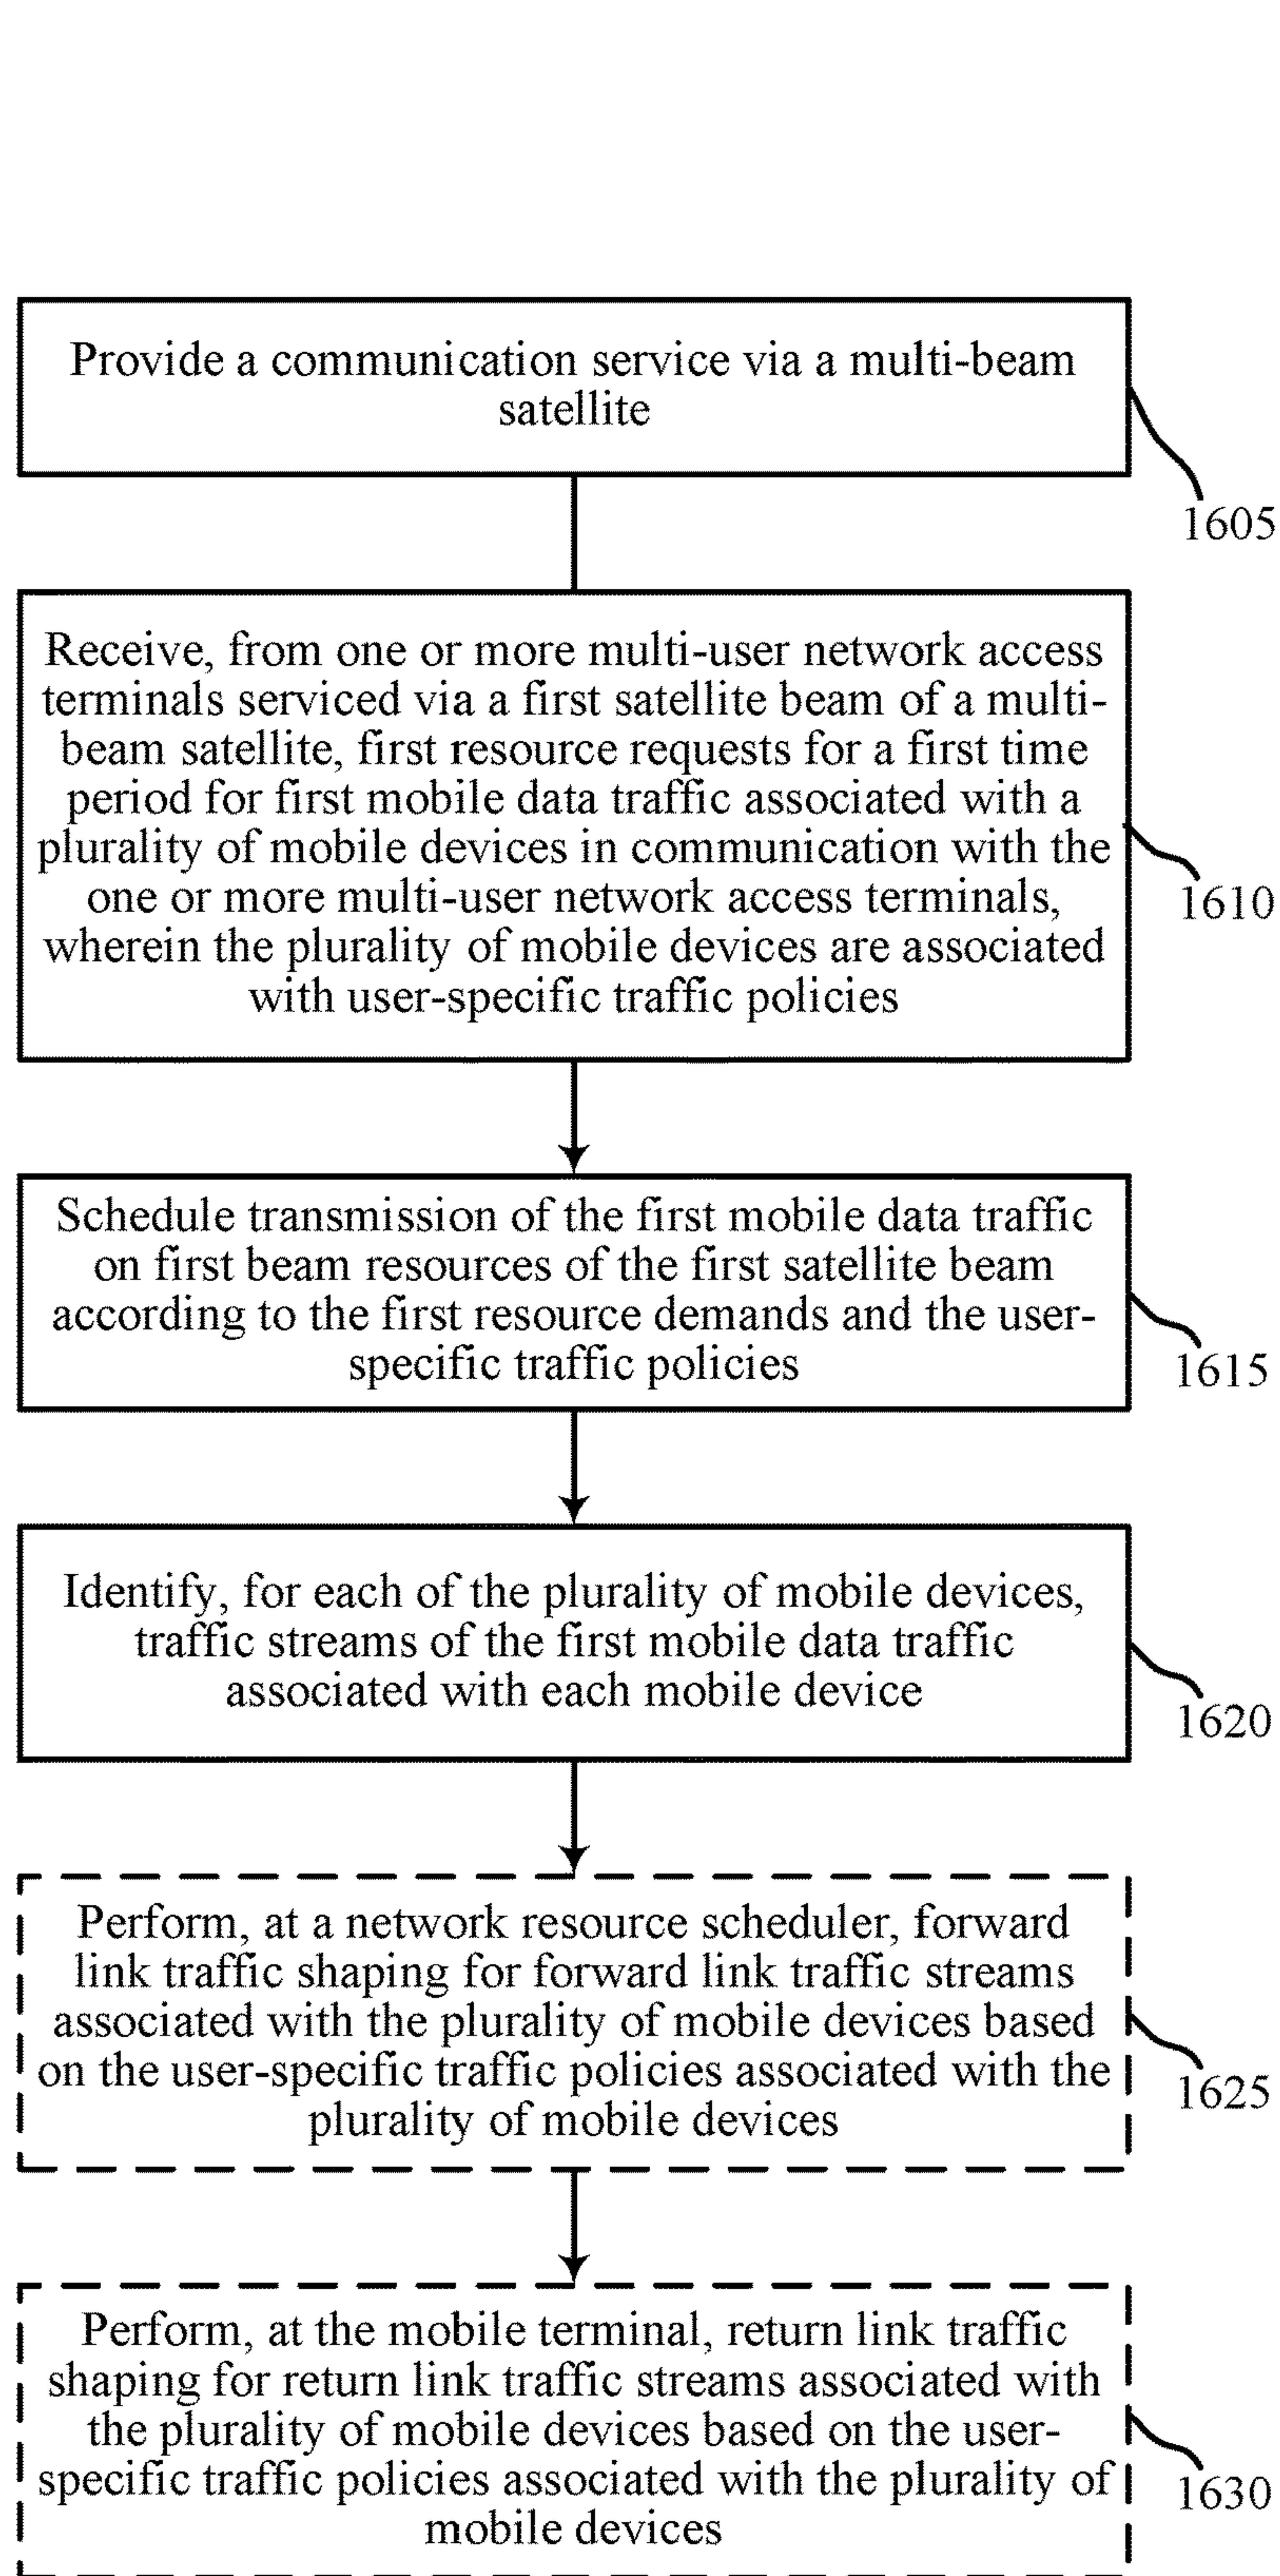 Provide a communication service via a multi-beam
satellite
1605
Receive, from one or more multi-user network access
terminals serviced via a first satellite beam of a multi-
beam satellite, first resource requests for a first time
period for first mobile data traffic associated with a
plurality of mobile devices in communication with the
one or more multi-user network access terminals,
wherein the plurality of mobile devices are associated
with user-specific traffic policies
1610
Schedule transmission of the first mobile data traffic
on first beam resources of the first satellite beam
according to the first resource demands and the user-
specific traffic policies
1615
Identify, for each of the plurality of mobile devices,
traffic streams of the first mobile data traffic
associated with each mobile device
1620
Perform, at a network resource scheduler, forward
link traffic shaping for forward link traffic streams
associated with the plurality of mobile devices based
on the user-specific traffic policies associated with the
plurality of mobile devices
1625
Perform, at the mobile terminal, return link traffic
shaping for return link traffic streams associated with
the plurality of mobile devices based on the user-
specific traffic policies associated with the plurality of
mobile devices
1630